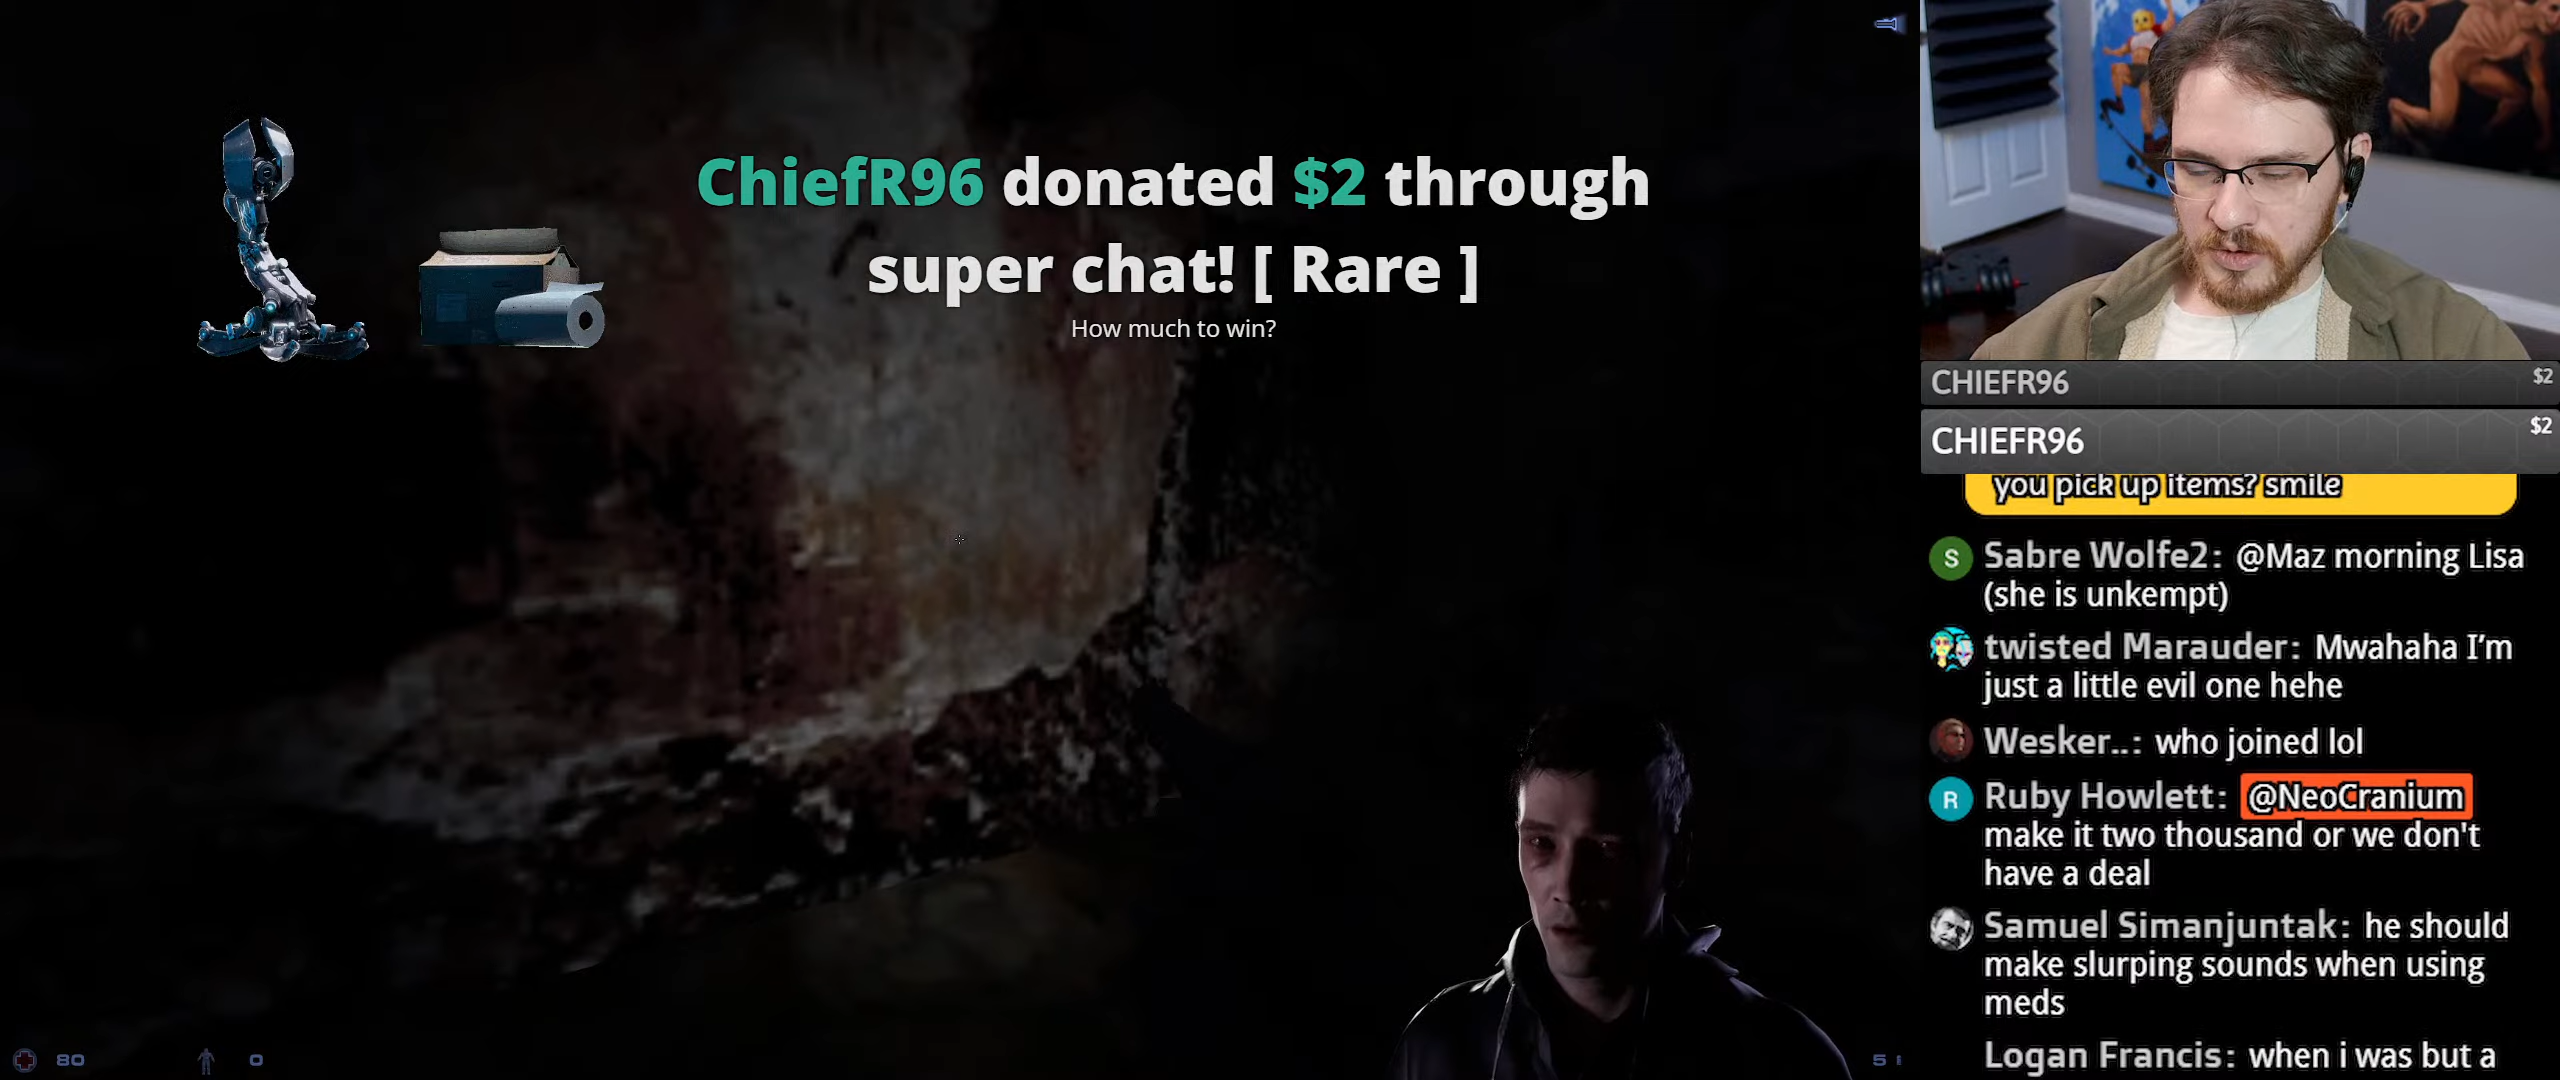 ChiefR96 donated $2 through
super chat! [ Rare ]
How much to win?
80
0
5
CHIEFR96 $2
CHIEFR96 $2
you pick up items? smile
S Sabre Wolfe2: @Maz morning Lisa
(she is unkempt)
twisted Marauder: Mwahaha I’m
just a little evil one hehe
Wesker..: who joined lol
R Ruby Howlett: @NeoCranium
make it two thousand or we don't
have a deal
Samuel Simanjuntak: he should
make slurping sounds when using
meds
Logan Francis: when i was but a